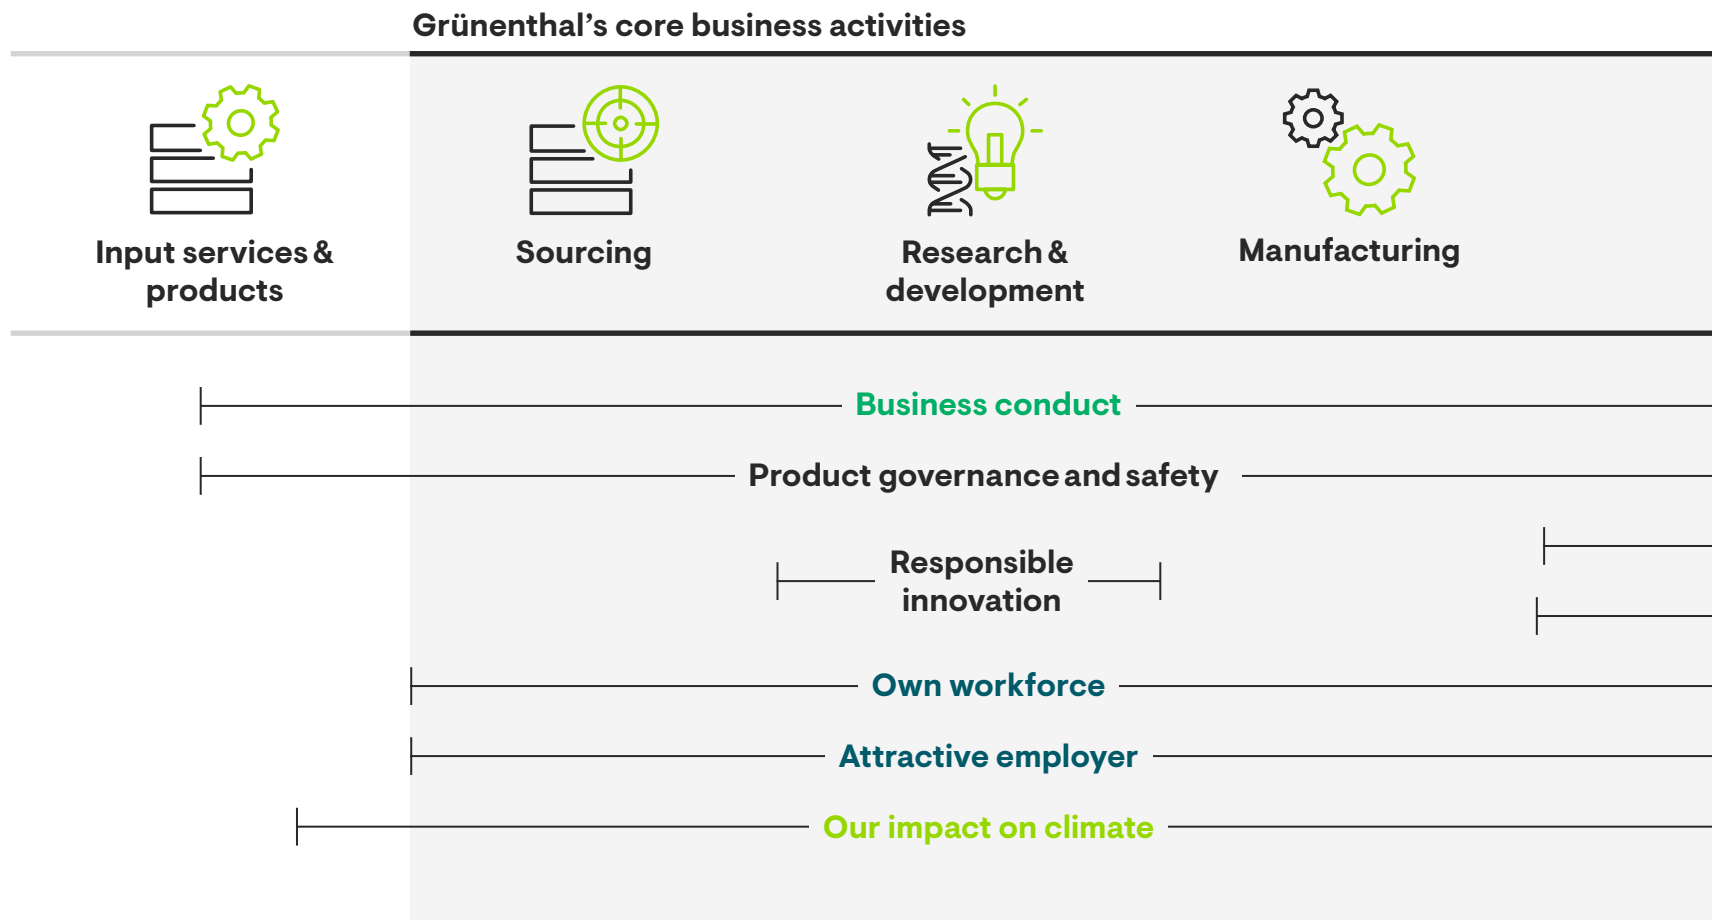 Grünenthal’s core business activities
Input services &
products
Sourcing
Research &
development
Manufacturing
Business conduct
Product governance and safety
Responsible
innovation
Own workforce
Attractive employer
Our impact on climate